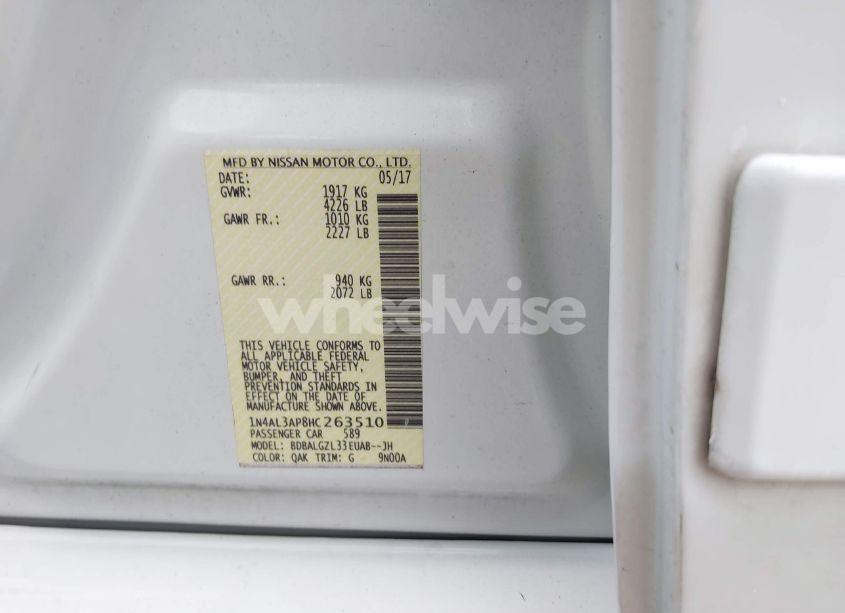 MFD BY NISSAN MOTOR CO., LTD.
DATE: 05/17
GVWR: 1917 KG
4226 LB
GAWR FR.: 1010 KG
2227 LB
GAWR RR.: 940 KG
2072 LB
wheelwise
THIS VEHICLE CONFORMS TO
ALL APPLICABLE FEDERAL
MOTOR VEHICLE SAFETY,
BUMPER, AND THEFT
PREVENTION STANDARDS IN
EFFECT ON THE DATE OF
MANUFACTURE SHOWN ABOVE.
1N4AL3AP8HC263510
PASSENGER CAR 589
MODEL: BDBALGZL33EUAB--JH
COLOR: QAK TRIM: G 9N00A